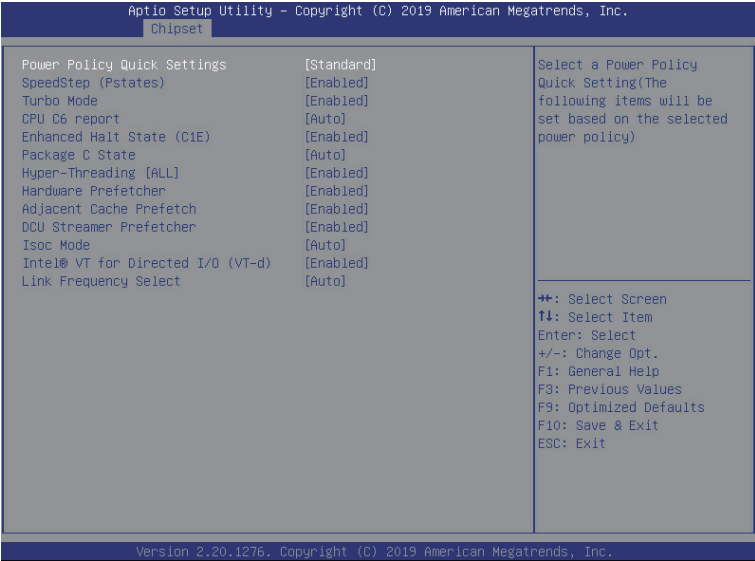 Aptio Setup Utility – Copyright (C) 2019 American Megatrends, Inc.
Chipset
Power Policy Quick Settings [Standard]
SpeedStep (Pstates) [Enabled]
Turbo Mode [Enabled]
CPU C6 report [Auto]
Enhanced Halt State (C1E) [Enabled]
Package C State [Auto]
Hyper-Threading [ALL] [Enabled]
Hardware Prefetcher [Enabled]
Adjacent Cache Prefetch [Enabled]
DCU Streamer Prefetcher [Enabled]
Isoc Mode [Auto]
Intel® VT for Directed I/O (VT-d) [Enabled]
Link Frequency Select [Auto]
Select a Power Policy
Quick Setting(The
following items will be
set based on the selected
power policy)
→←: Select Screen
↑↓: Select Item
Enter: Select
+/-: Change Opt.
F1: General Help
F3: Previous Values
F9: Optimized Defaults
F10: Save & Exit
ESC: Exit
Version 2.20.1276. Copyright (C) 2019 American Megatrends, Inc.